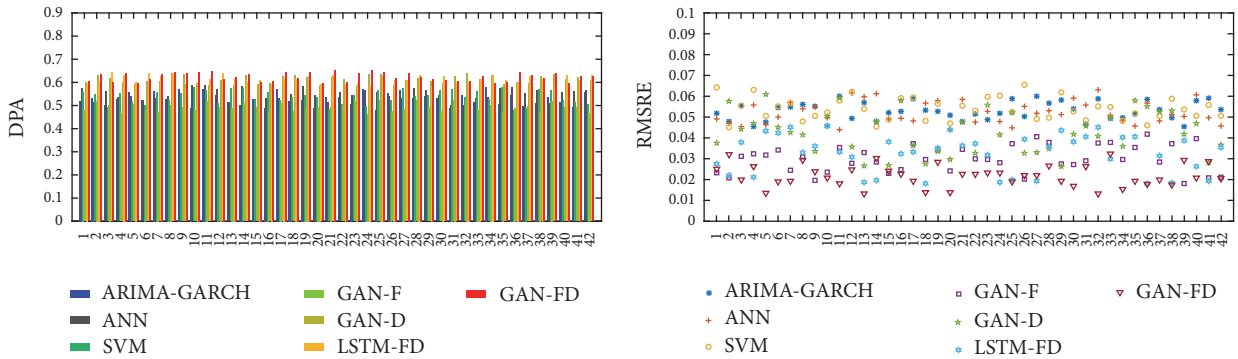 DPA
0.9
0.8
0.7
0.6
0.5
0.4
0.3
0.2
0.1
0
1 2 3 4 5 6 7 8 9 10 11 12 13 14 15 16 17 18 19 20 21 22 23 24 25 26 27 28 29 30 31 32 33 34 35 36 37 38 39 40 41 42
ARIMA-GARCH
ANN
SVM
GAN-F
GAN-D
LSTM-FD
GAN-FD
RMSRE
0.1
0.09
0.08
0.07
0.06
0.05
0.04
0.03
0.02
0.01
0
1 2 3 4 5 6 7 8 9 10 11 12 13 14 15 16 17 18 19 20 21 22 23 24 25 26 27 28 29 30 31 32 33 34 35 36 37 38 39 40 41 42
ARIMA-GARCH
ANN
SVM
GAN-F
GAN-D
LSTM-FD
GAN-FD